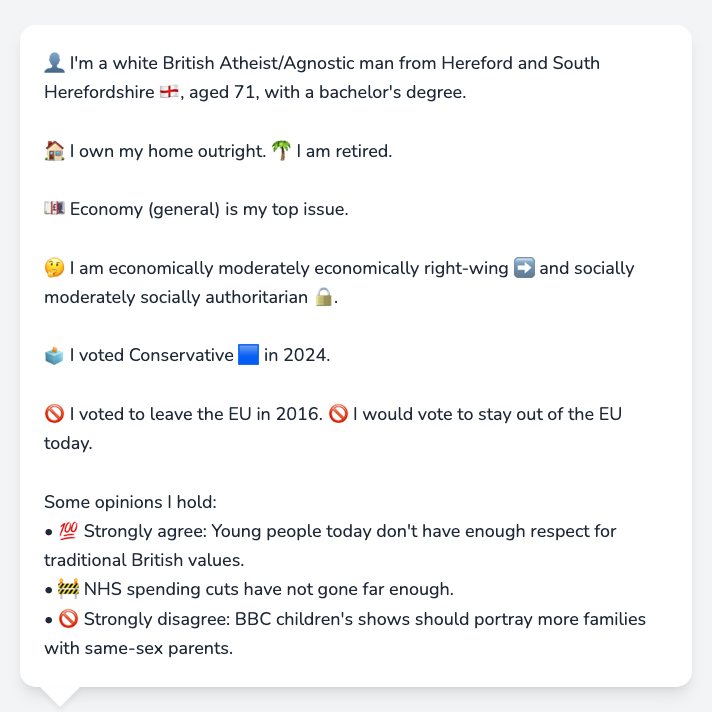 👤 I'm a white British Atheist/Agnostic man from Hereford and South
Herefordshire 🏴󠁧󠁢󠁥󠁮󠁧󠁿, aged 71, with a bachelor's degree.
🏠 I own my home outright. 🌴 I am retired.
💷 Economy (general) is my top issue.
🤔 I am economically moderately economically right-wing ➡️ and socially
moderately socially authoritarian 🔒.
🗳️ I voted Conservative 🟦 in 2024.
🚫 I voted to leave the EU in 2016. 🚫 I would vote to stay out of the EU
today.
Some opinions I hold:
• 💯 Strongly agree: Young people today don't have enough respect for
traditional British values.
• 🚧 NHS spending cuts have not gone far enough.
• 🚫 Strongly disagree: BBC children's shows should portray more families
with same-sex parents.